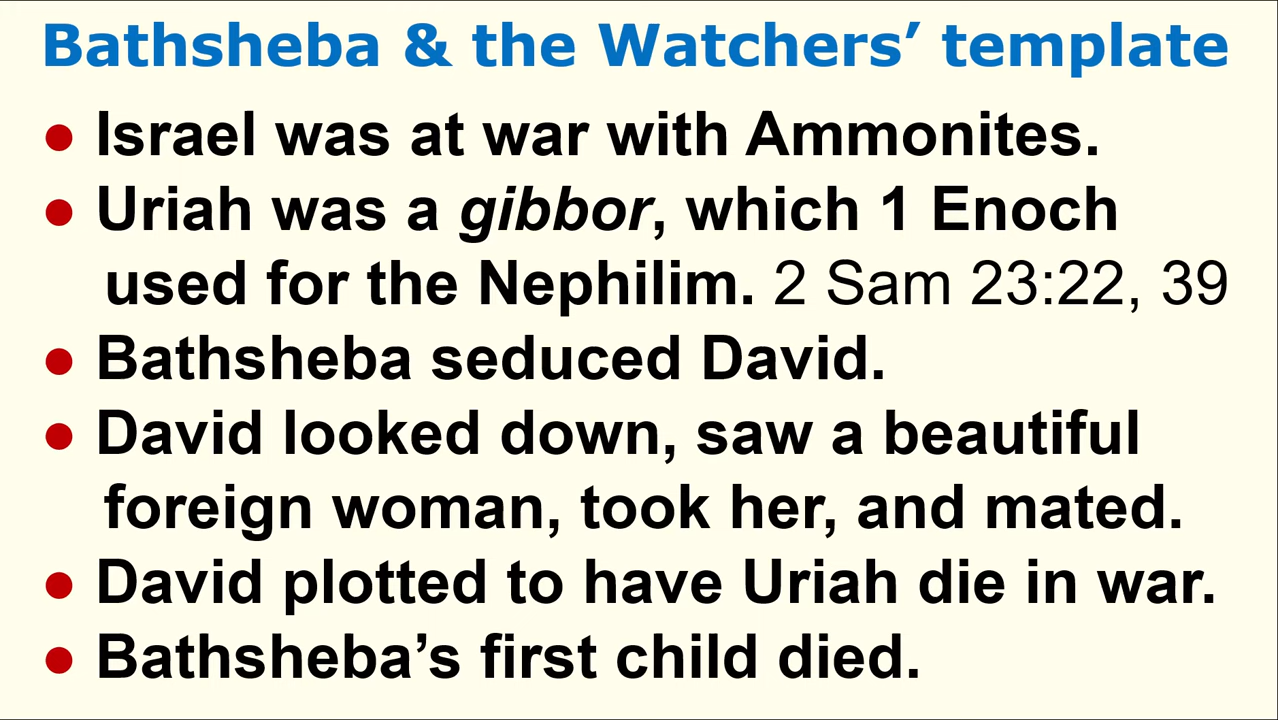 Bathsheba & the Watchers’ template
● Israel was at war with Ammonites.
● Uriah was a gibbor, which 1 Enoch
used for the Nephilim. 2 Sam 23:22, 39
● Bathsheba seduced David.
● David looked down, saw a beautiful
foreign woman, took her, and mated.
● David plotted to have Uriah die in war.
● Bathsheba’s first child died.